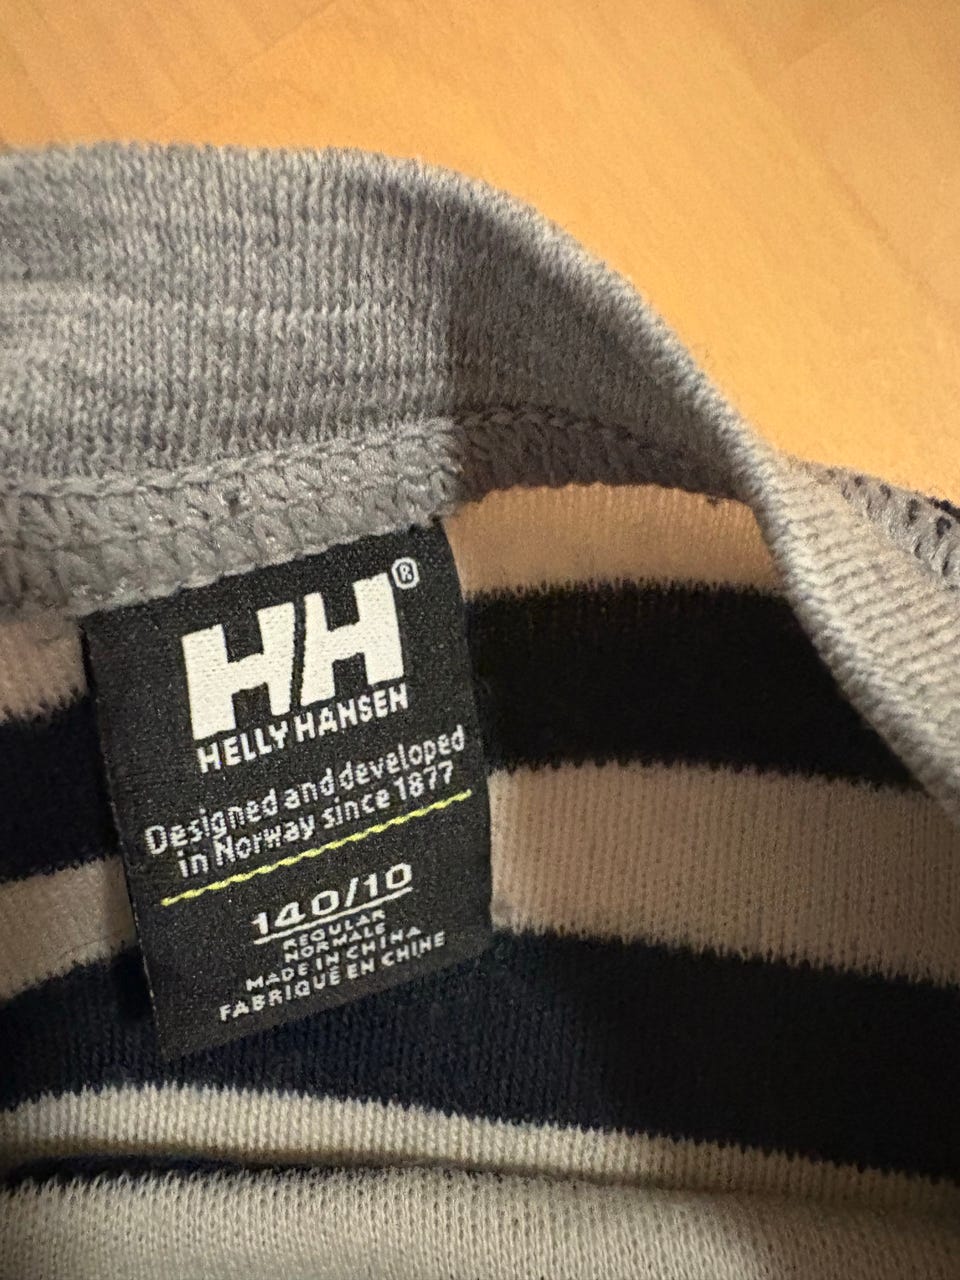 HH®
HELLY HANSEN
Designed and developed
in Norway since 1877
140/10
REGULAR
NORMALE
MADE IN CHINA
FABRIQUÉ EN CHINE